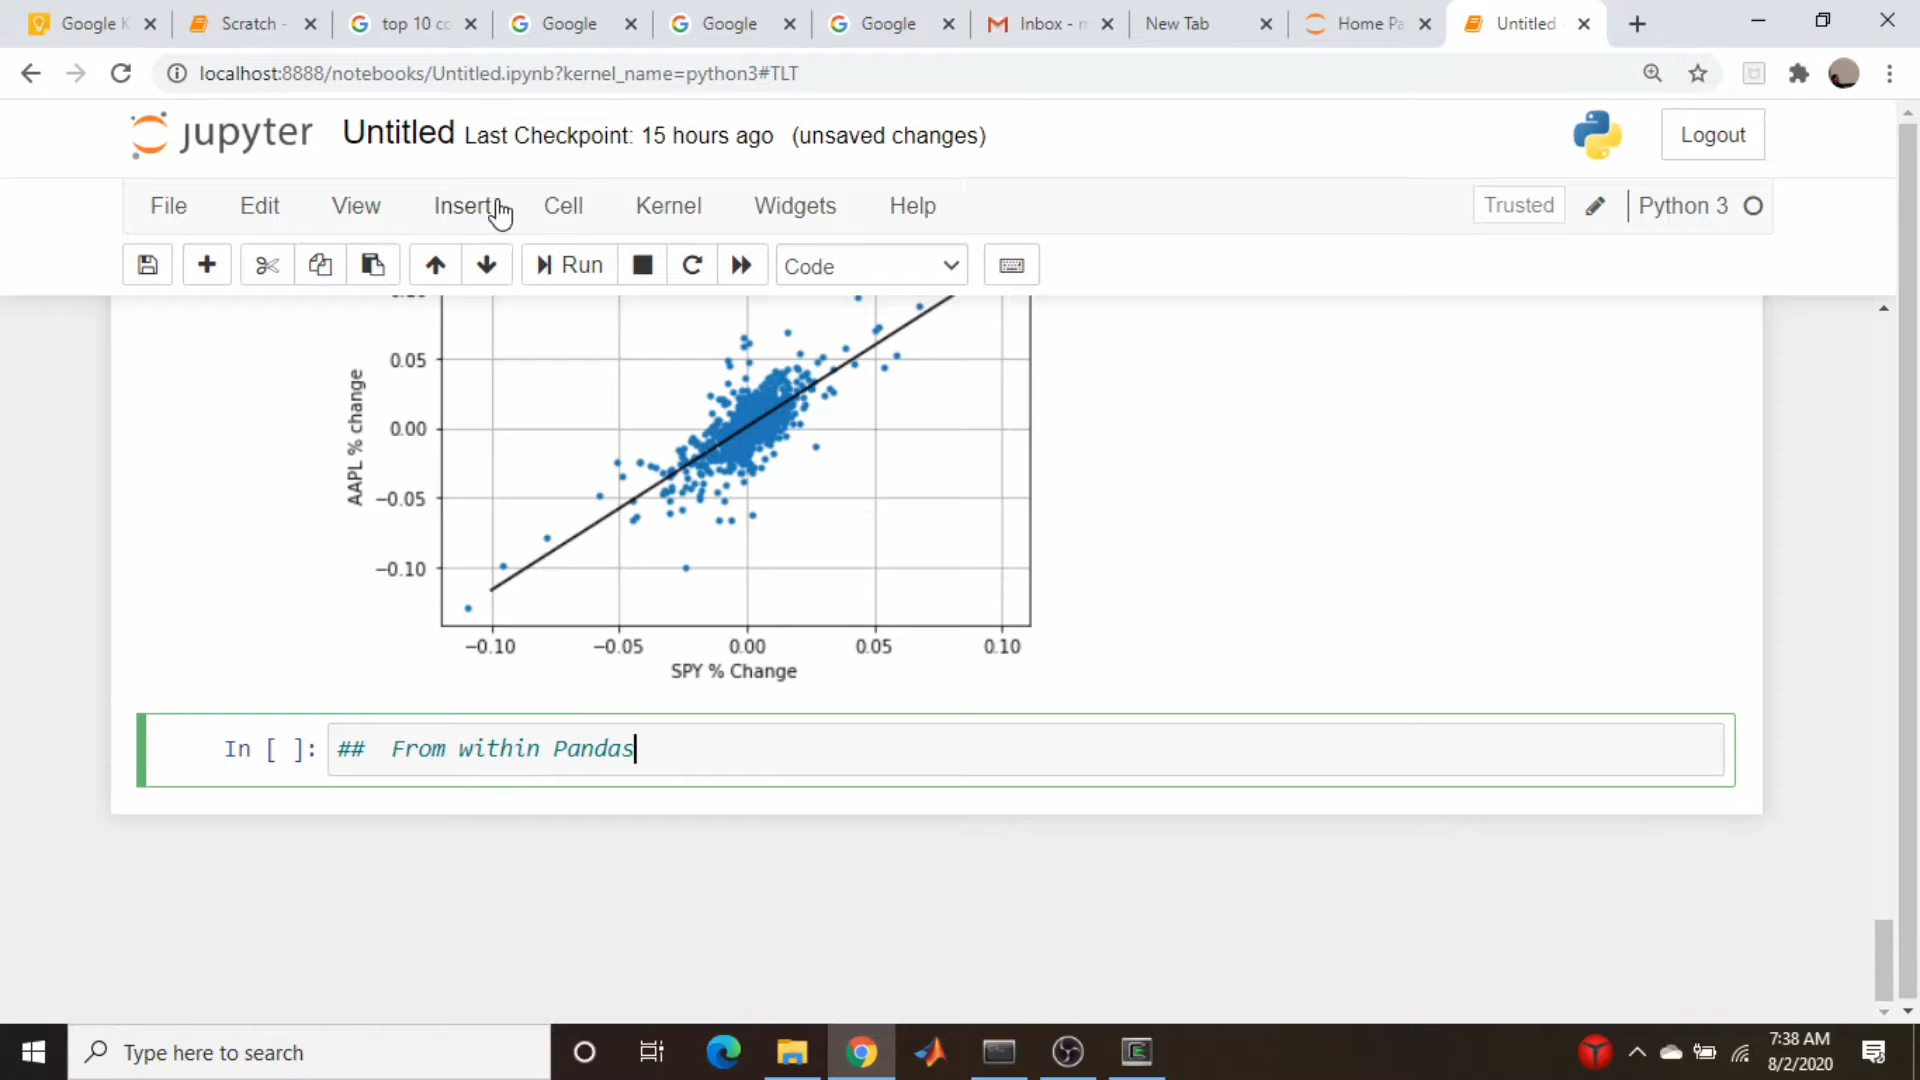 Google K
Scratch -
top 10 cc
Google
Google
Google
Inbox - n
New Tab
Home Pa
Untitled
localhost:8888/notebooks/Untitled.ipynb?kernel_name=python3#TLT
jupyter Untitled Last Checkpoint: 15 hours ago (unsaved changes)
Logout
File Edit View Insert Cell Kernel Widgets Help
Trusted
Python 3
Run
Code
0.05
0.00
−0.05
−0.10
AAPL % change
−0.10 −0.05 0.00 0.05 0.10
SPY % Change
In [ ]: ## From within Pandas
Type here to search
7:38 AM
8/2/2020